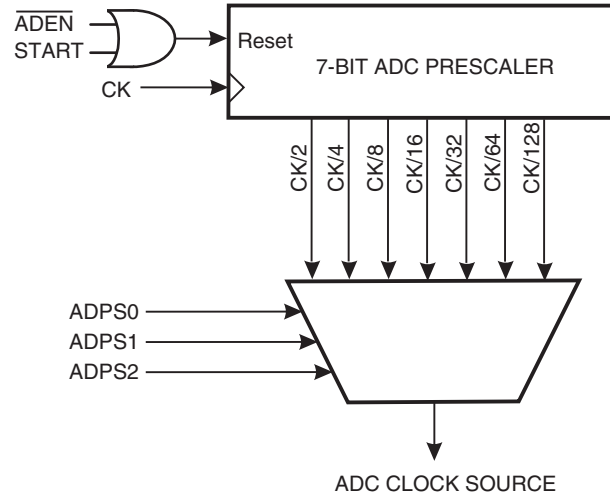 ADEN
START
Reset
7-BIT ADC PRESCALER
CK
CK/2
CK/4
CK/8
CK/16
CK/32
CK/64
CK/128
ADPS0
ADPS1
ADPS2
ADC CLOCK SOURCE